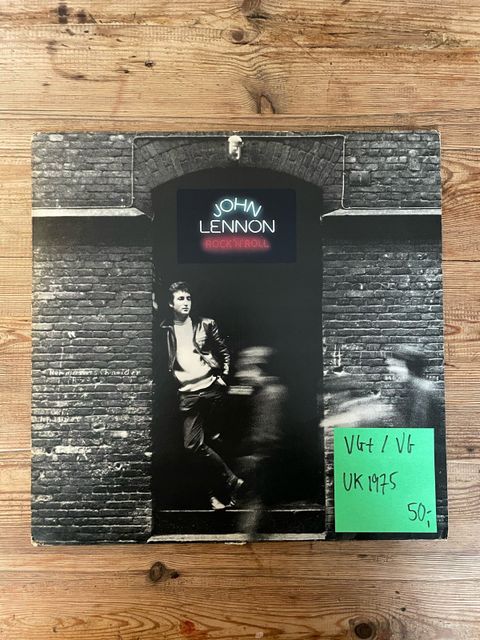 JOHN
LENNON
ROCK 'N' ROLL
VG+ / VG
UK 1975
50,-